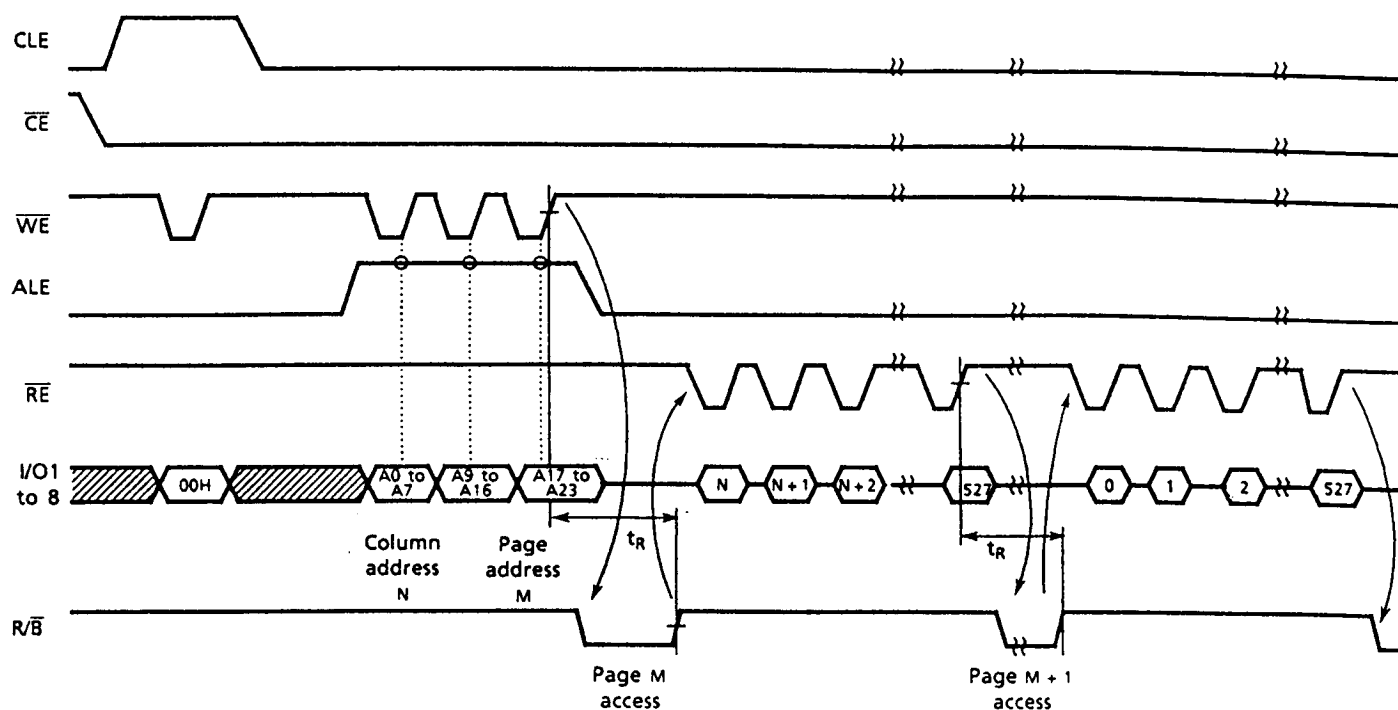 CLE
CE
WE
ALE
RE
I/O1
to 8
00H
A0 to
A7
A9 to
A16
A17 to
A23
N
N + 1
N + 2
527
0
1
2
527
tR
tR
Column
address
N
Page
address
M
R/B
Page M
access
Page M + 1
access